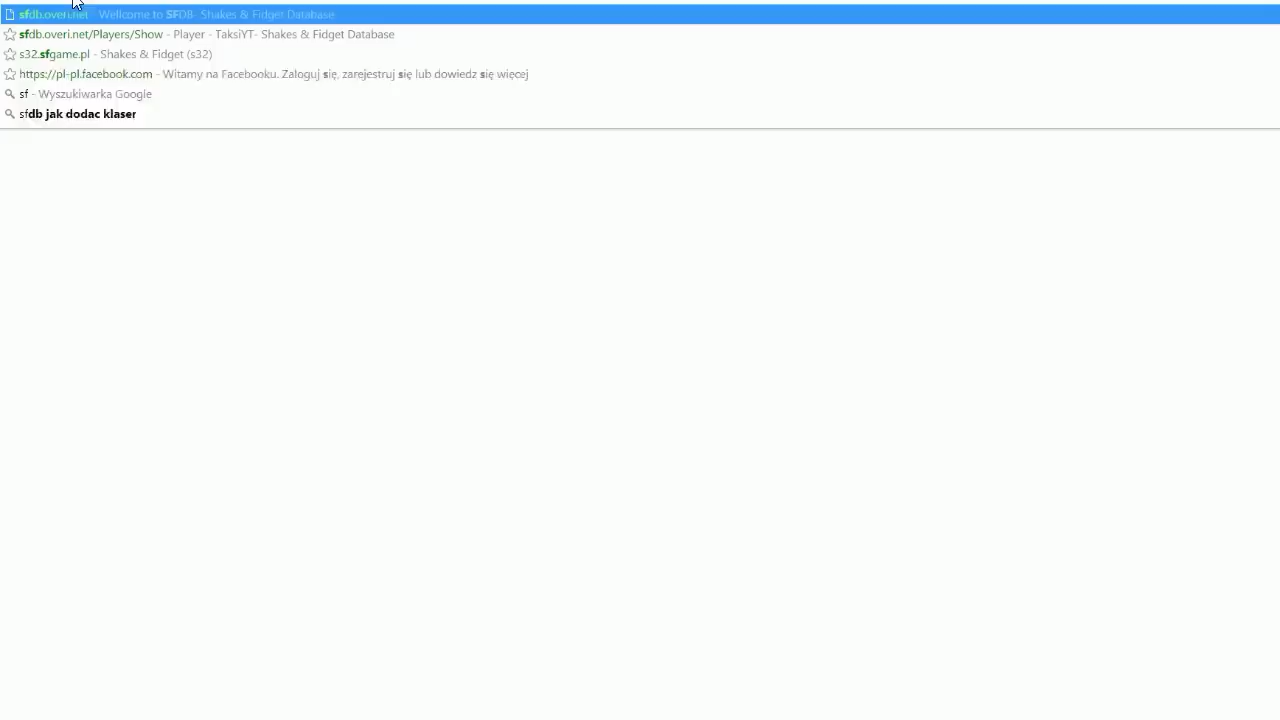 sfdb.overi.net - Wellcome to SFDB- Shakes & Fidget Database
sfdb.overi.net/Players/Show - Player - TaksiYT- Shakes & Fidget Database
s32.sfgame.pl - Shakes & Fidget (s32)
https://pl-pl.facebook.com - Witamy na Facebooku. Zaloguj się, zarejestruj się lub dowiedz się więcej
sf - Wyszukiwarka Google
sfdb jak dodac klaser